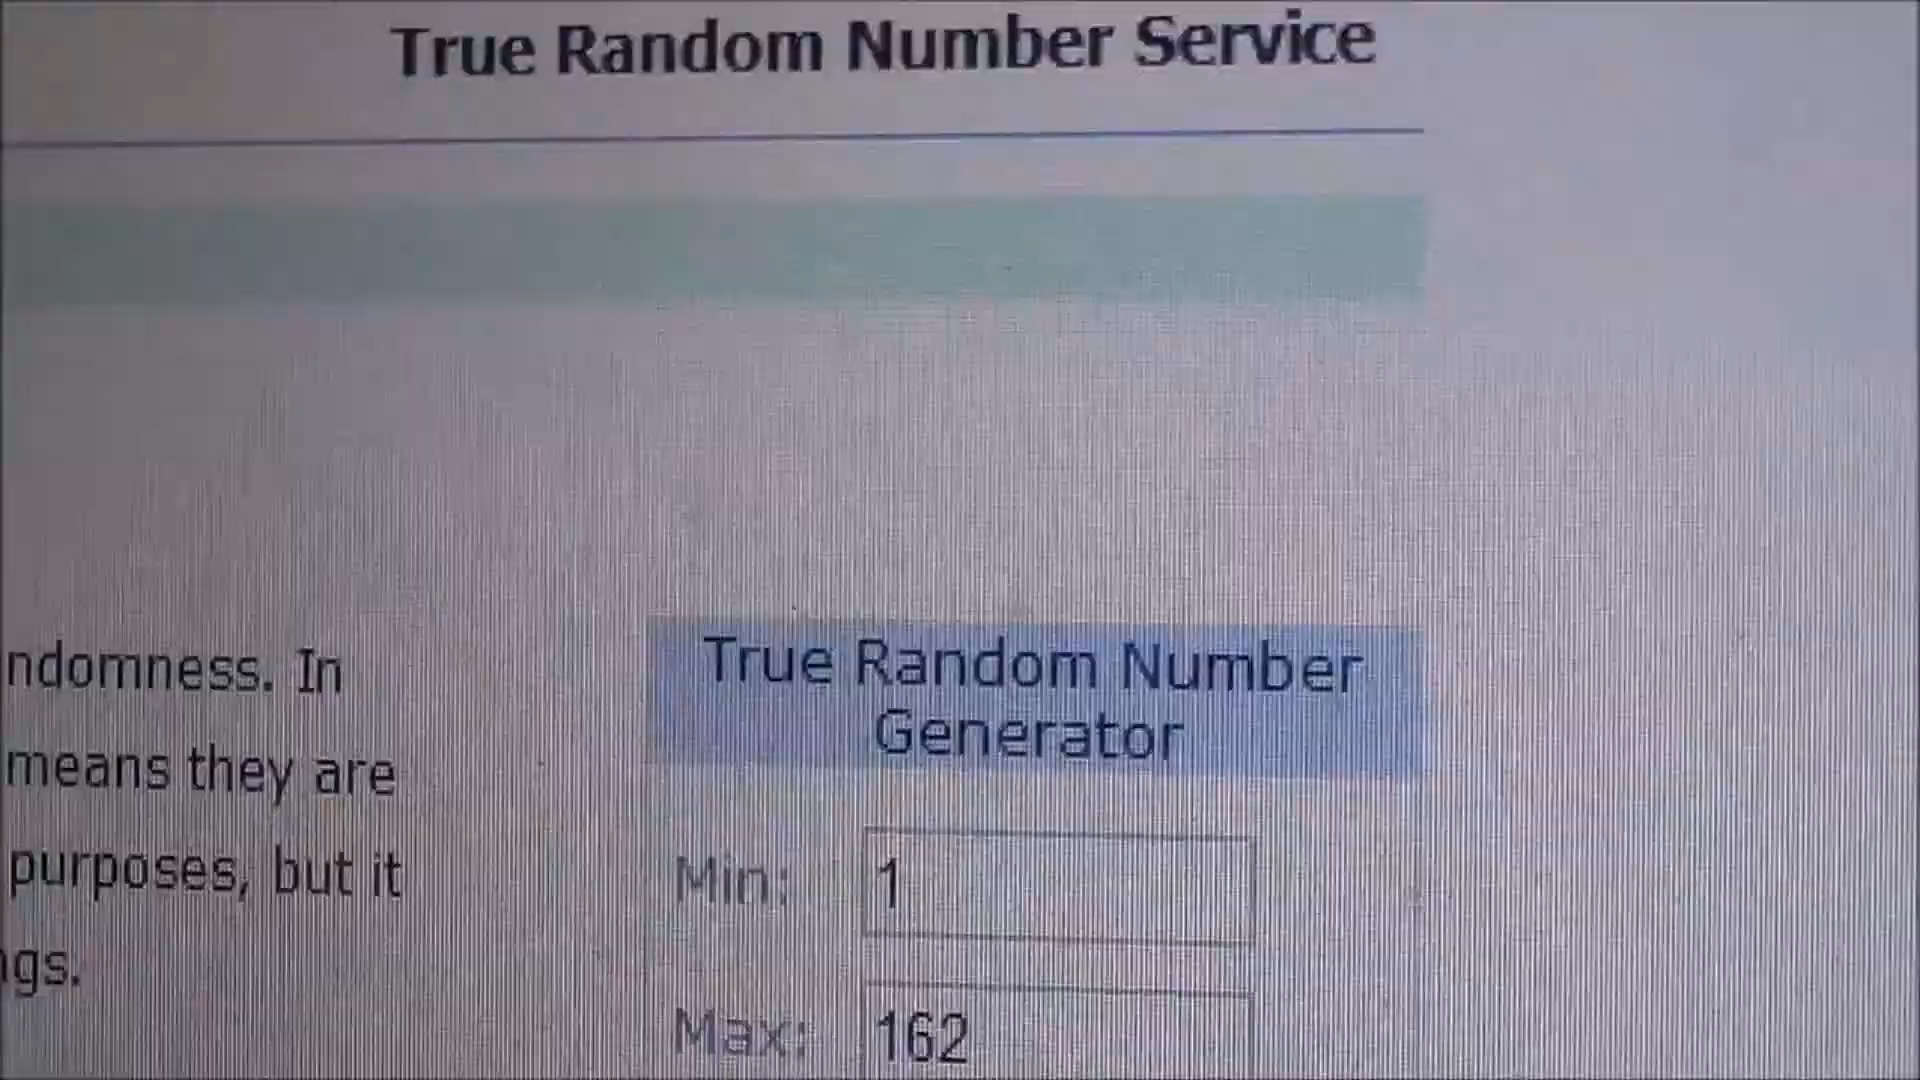 True Random Number Service
ndomness. In
means they are
purposes, but it
gs.
True Random Number
Generator
Min: 1
Max: 162